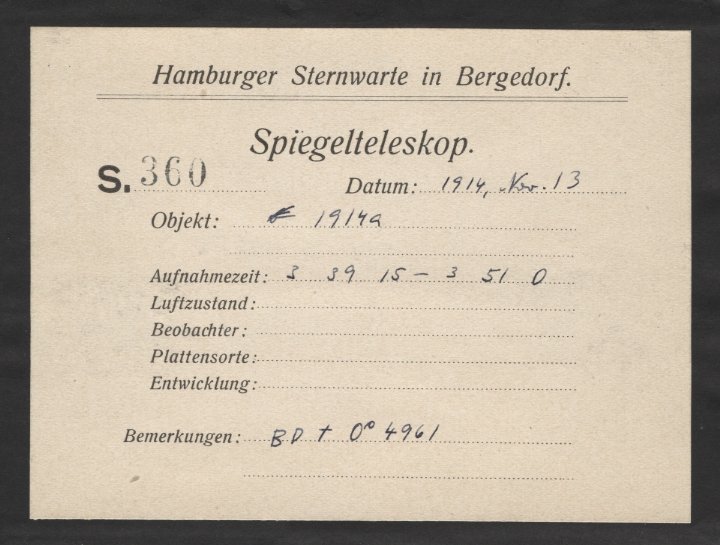 Hamburger Sternwarte in Bergedorf.
Spiegelteleskop.
S. 360
Datum: 1914, Nov. 13
Objekt: 1914a
Aufnahmezeit: 3 39 15 – 3 51 0
Luftzustand:
Beobachter:
Plattensorte:
Entwicklung:
Bemerkungen: BD + 0° 4961